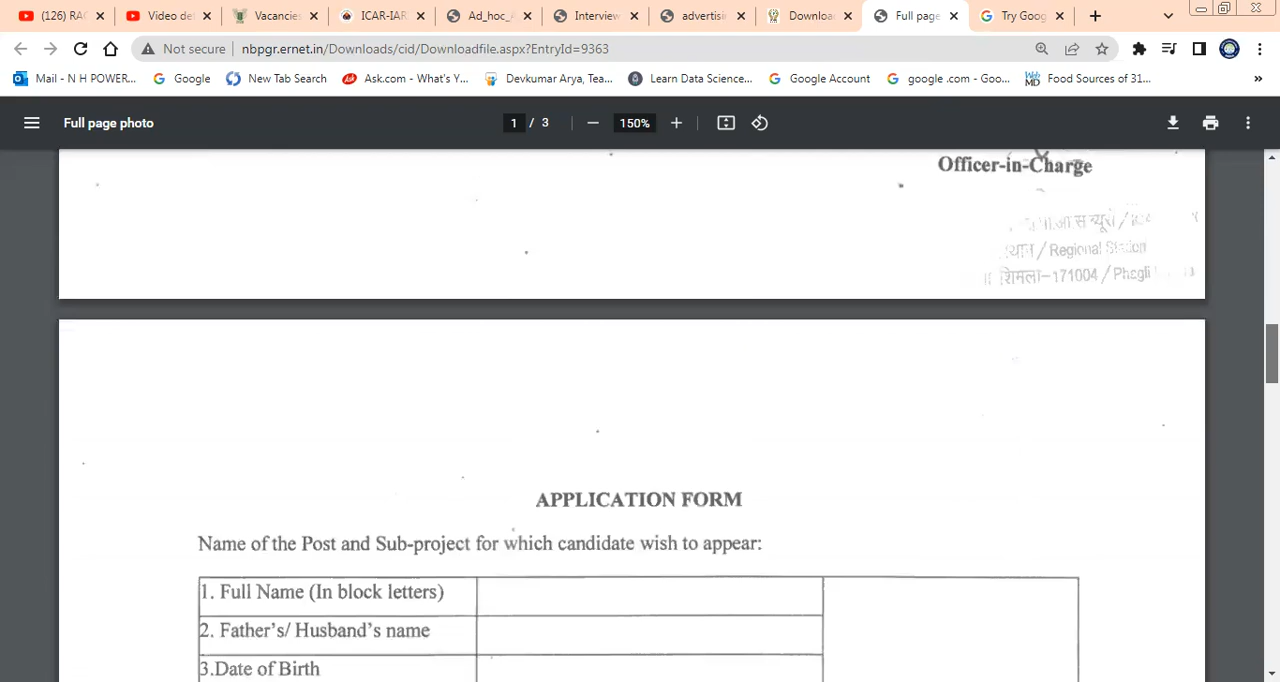 (126) RAC
Video det
Vacancies
ICAR-IAR
Ad_hoc_
Interview
advertisi
Downloa
Full page
Try Goog
Not secure
nbpgr.ernet.in/Downloads/cid/Downloadfile.aspx?EntryId=9363
Mail - N H POWER...
Google
New Tab Search
Ask.com - What's Y...
Devkumar Arya, Tea...
Learn Data Science...
Google Account
google .com - Goo...
Food Sources of 31...
Full page photo
1 / 3
150%
Officer-in-Charge
/ Regional Station
शिमला-171004 / Phagli
APPLICATION FORM
Name of the Post and Sub-project for which candidate wish to appear:
1. Full Name (In block letters)
2. Father's/ Husband's name
3.Date of Birth